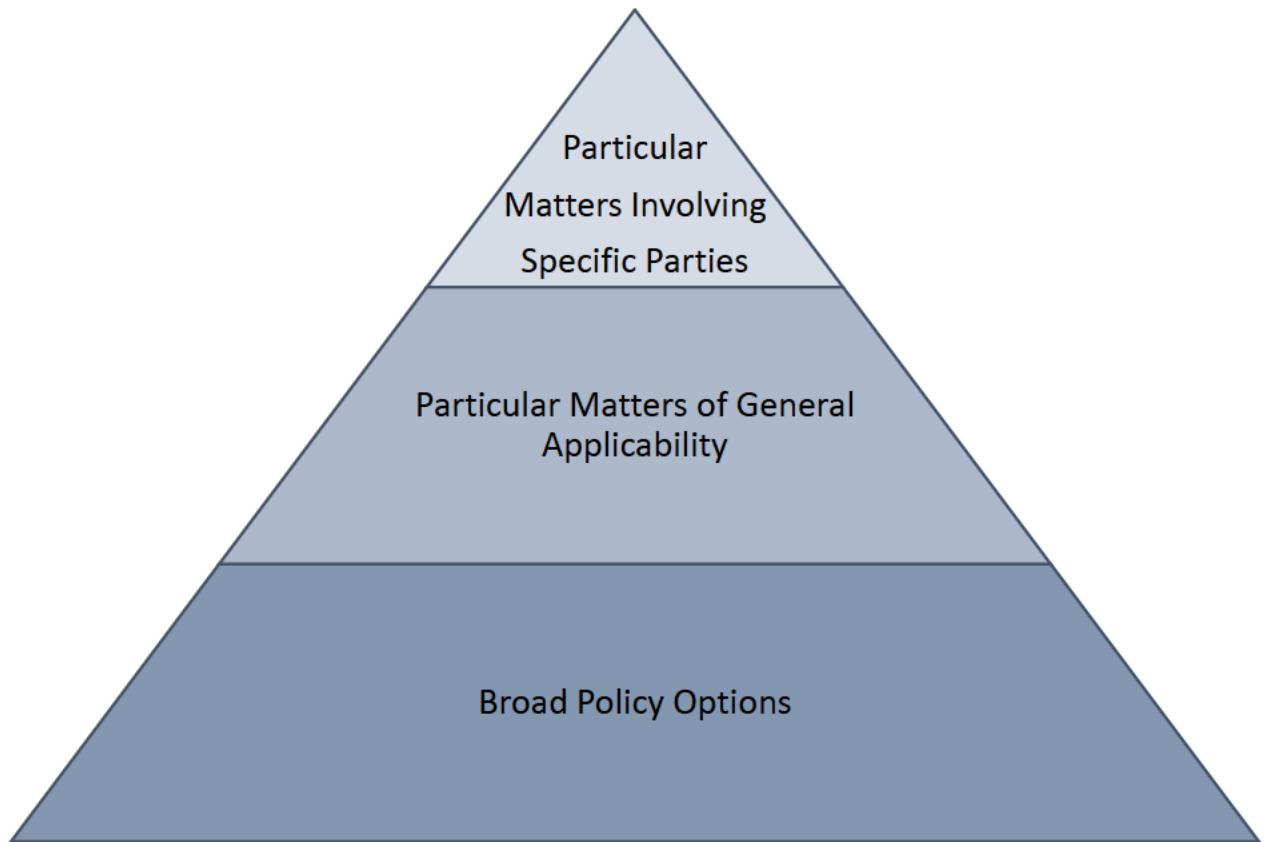 Particular
Matters Involving
Specific Parties
Particular Matters of General
Applicability
Broad Policy Options